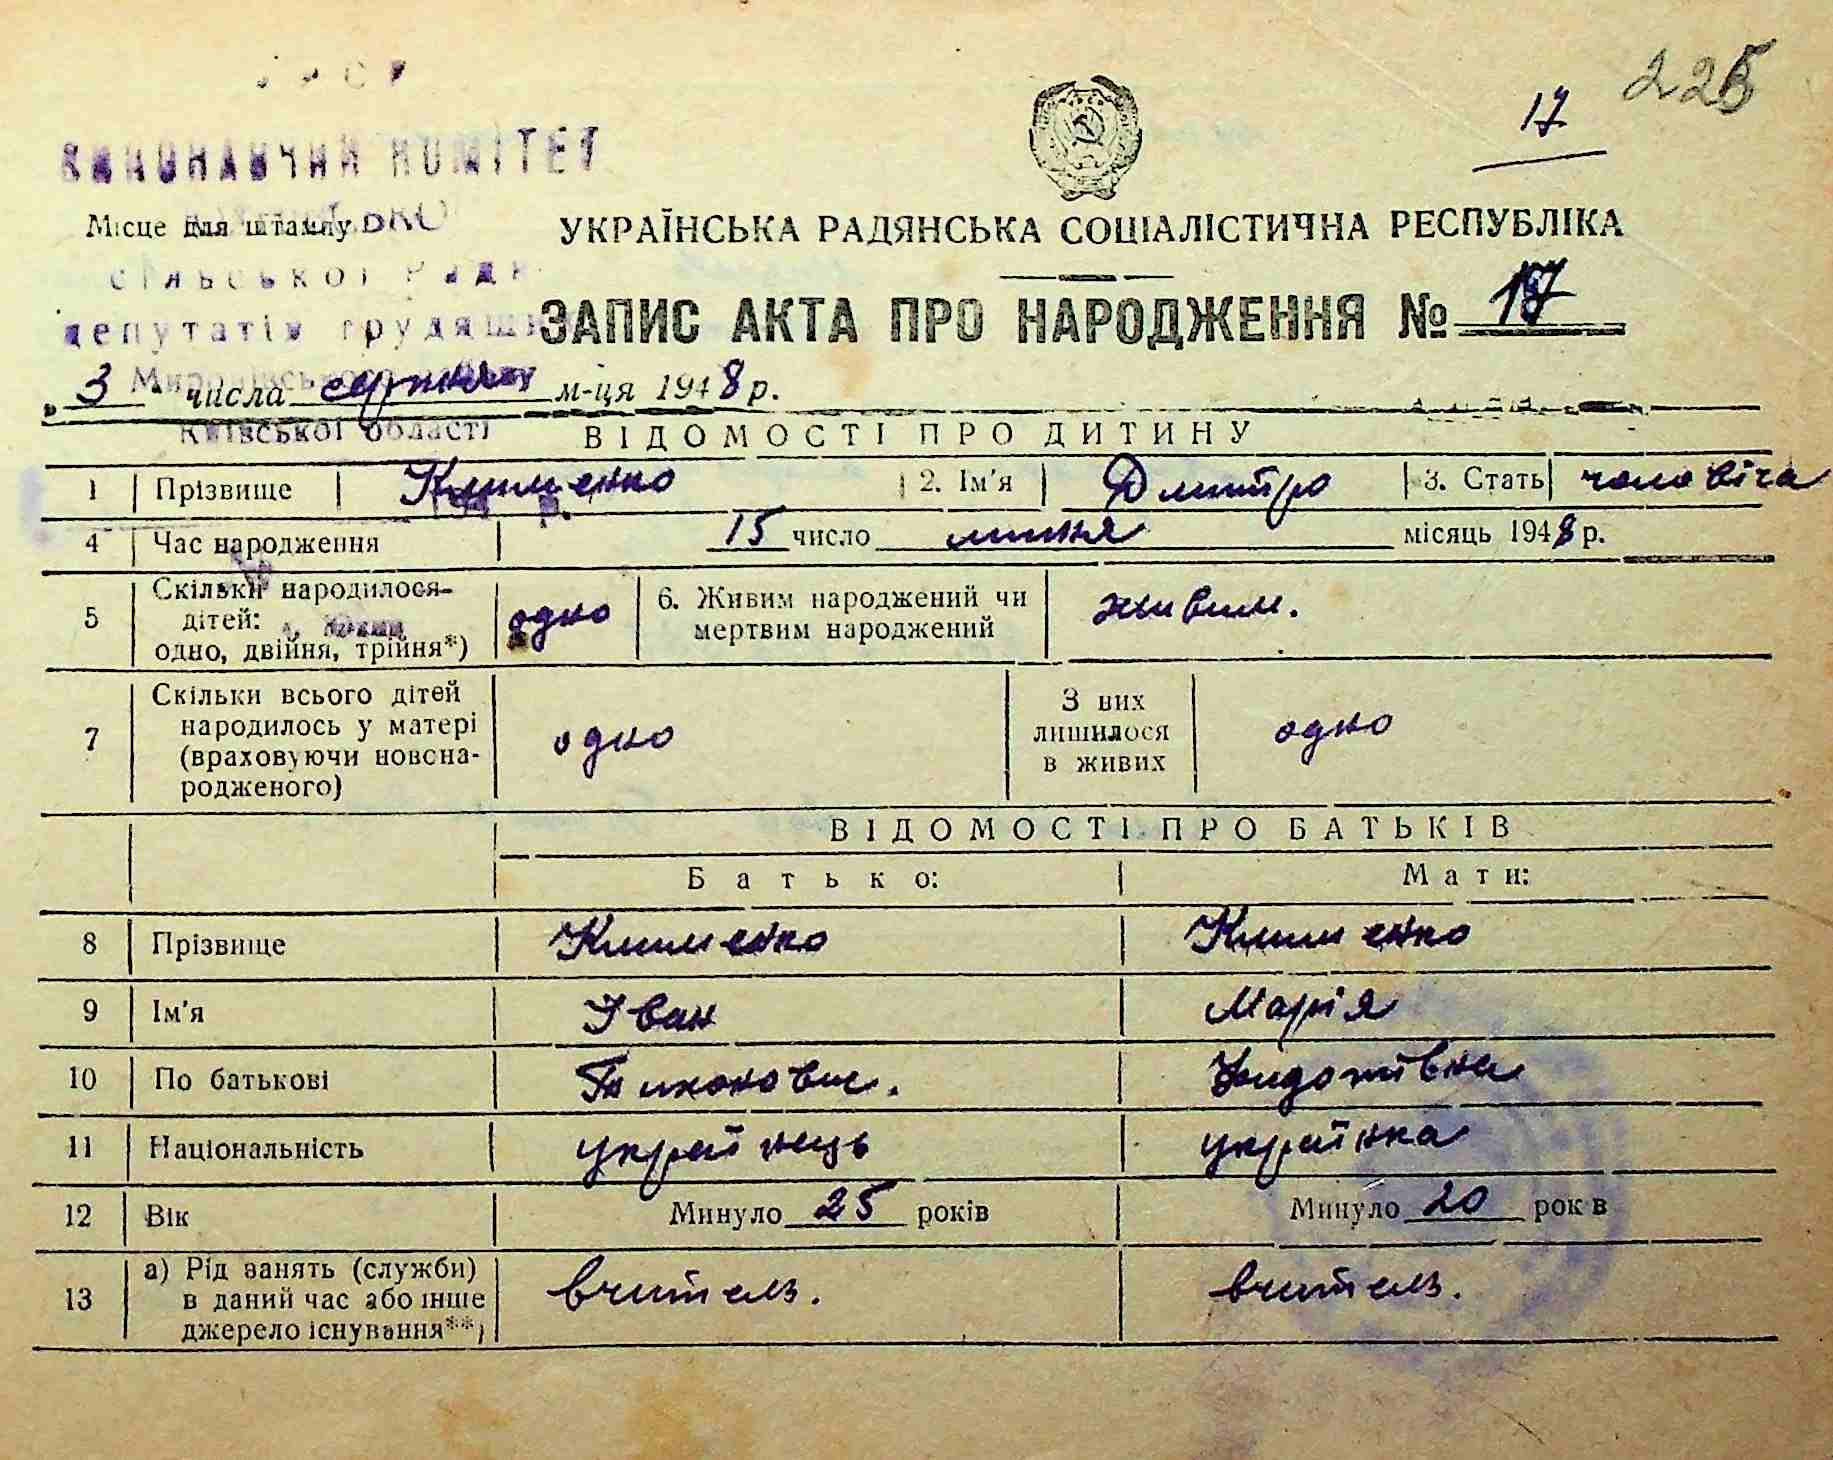 225
17
ВИКОНАВЧИЙ КОМІТЕТ
Місце для штампу
УКРАЇНСЬКА РАДЯНСЬКА СОЦІАЛІСТИЧНА РЕСПУБЛІКА
сільської Ради
депутатів трудящих
ЗАПИС АКТА ПРО НАРОДЖЕННЯ № 17
Миронівського району
„3“ числа серпня м-ця 1948 р.
Київської області
ВІДОМОСТІ ПРО ДИТИНУ
1 Прізвище Клименко 2. Ім'я Дмитро 3. Стать чоловіча
4 Час народження 15 число липня місяць 1948 р.
5 Скільки народилося дітей: одно, двійня, трійня*) одно 6. Живим народжений чи мертвим народжений живим.
7 Скільки всього дітей народилось у матері (враховуючи новонародженого) одно З них лишилося в живих одно
ВІДОМОСТІ ПРО БАТЬКІВ
Батько: Мати:
8 Прізвище Клименко Клименко
9 Ім'я Іван Марія
10 По батькові
11 Національність українець українка
12 Вік Минуло 25 років Минуло 20 років
13 а) Рід занять (служби) в даний час або інше джерело існування**) вчитель. вчитель.